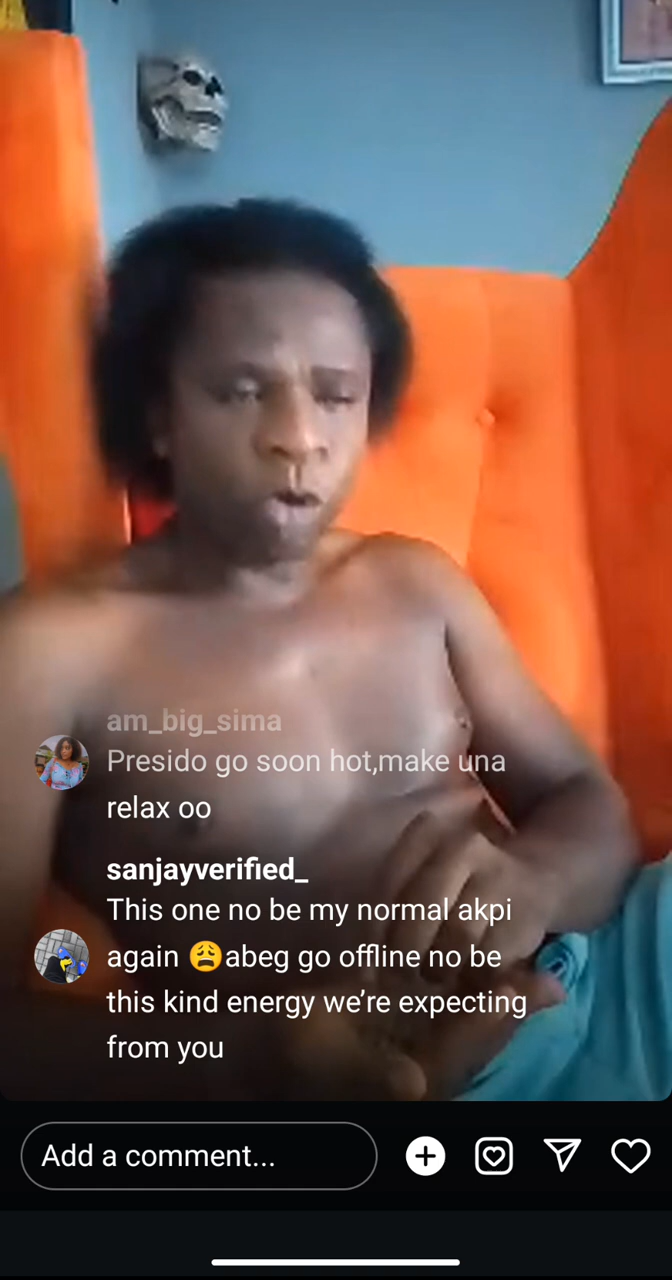 am_big_sima
Presido go soon hot,make una
relax oo
sanjayverified_
This one no be my normal akpi
again 😩abeg go offline no be
this kind energy we’re expecting
from you
Add a comment...